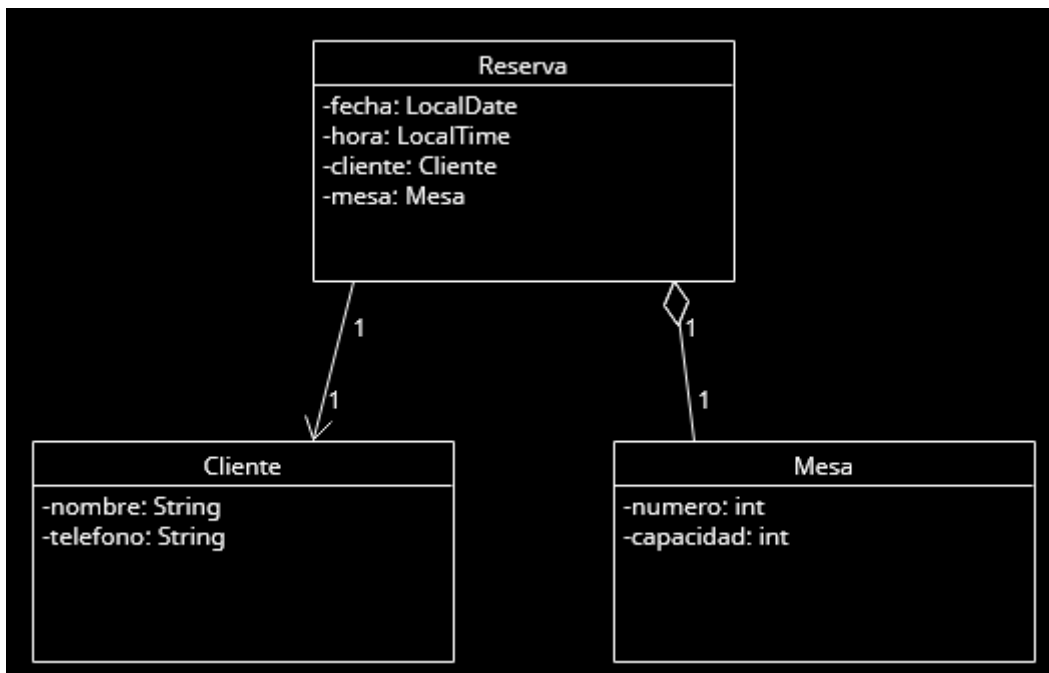 Reserva
-fecha: LocalDate
-hora: LocalTime
-cliente: Cliente
-mesa: Mesa
1
1
1
1
Cliente
-nombre: String
-telefono: String
Mesa
-numero: int
-capacidad: int